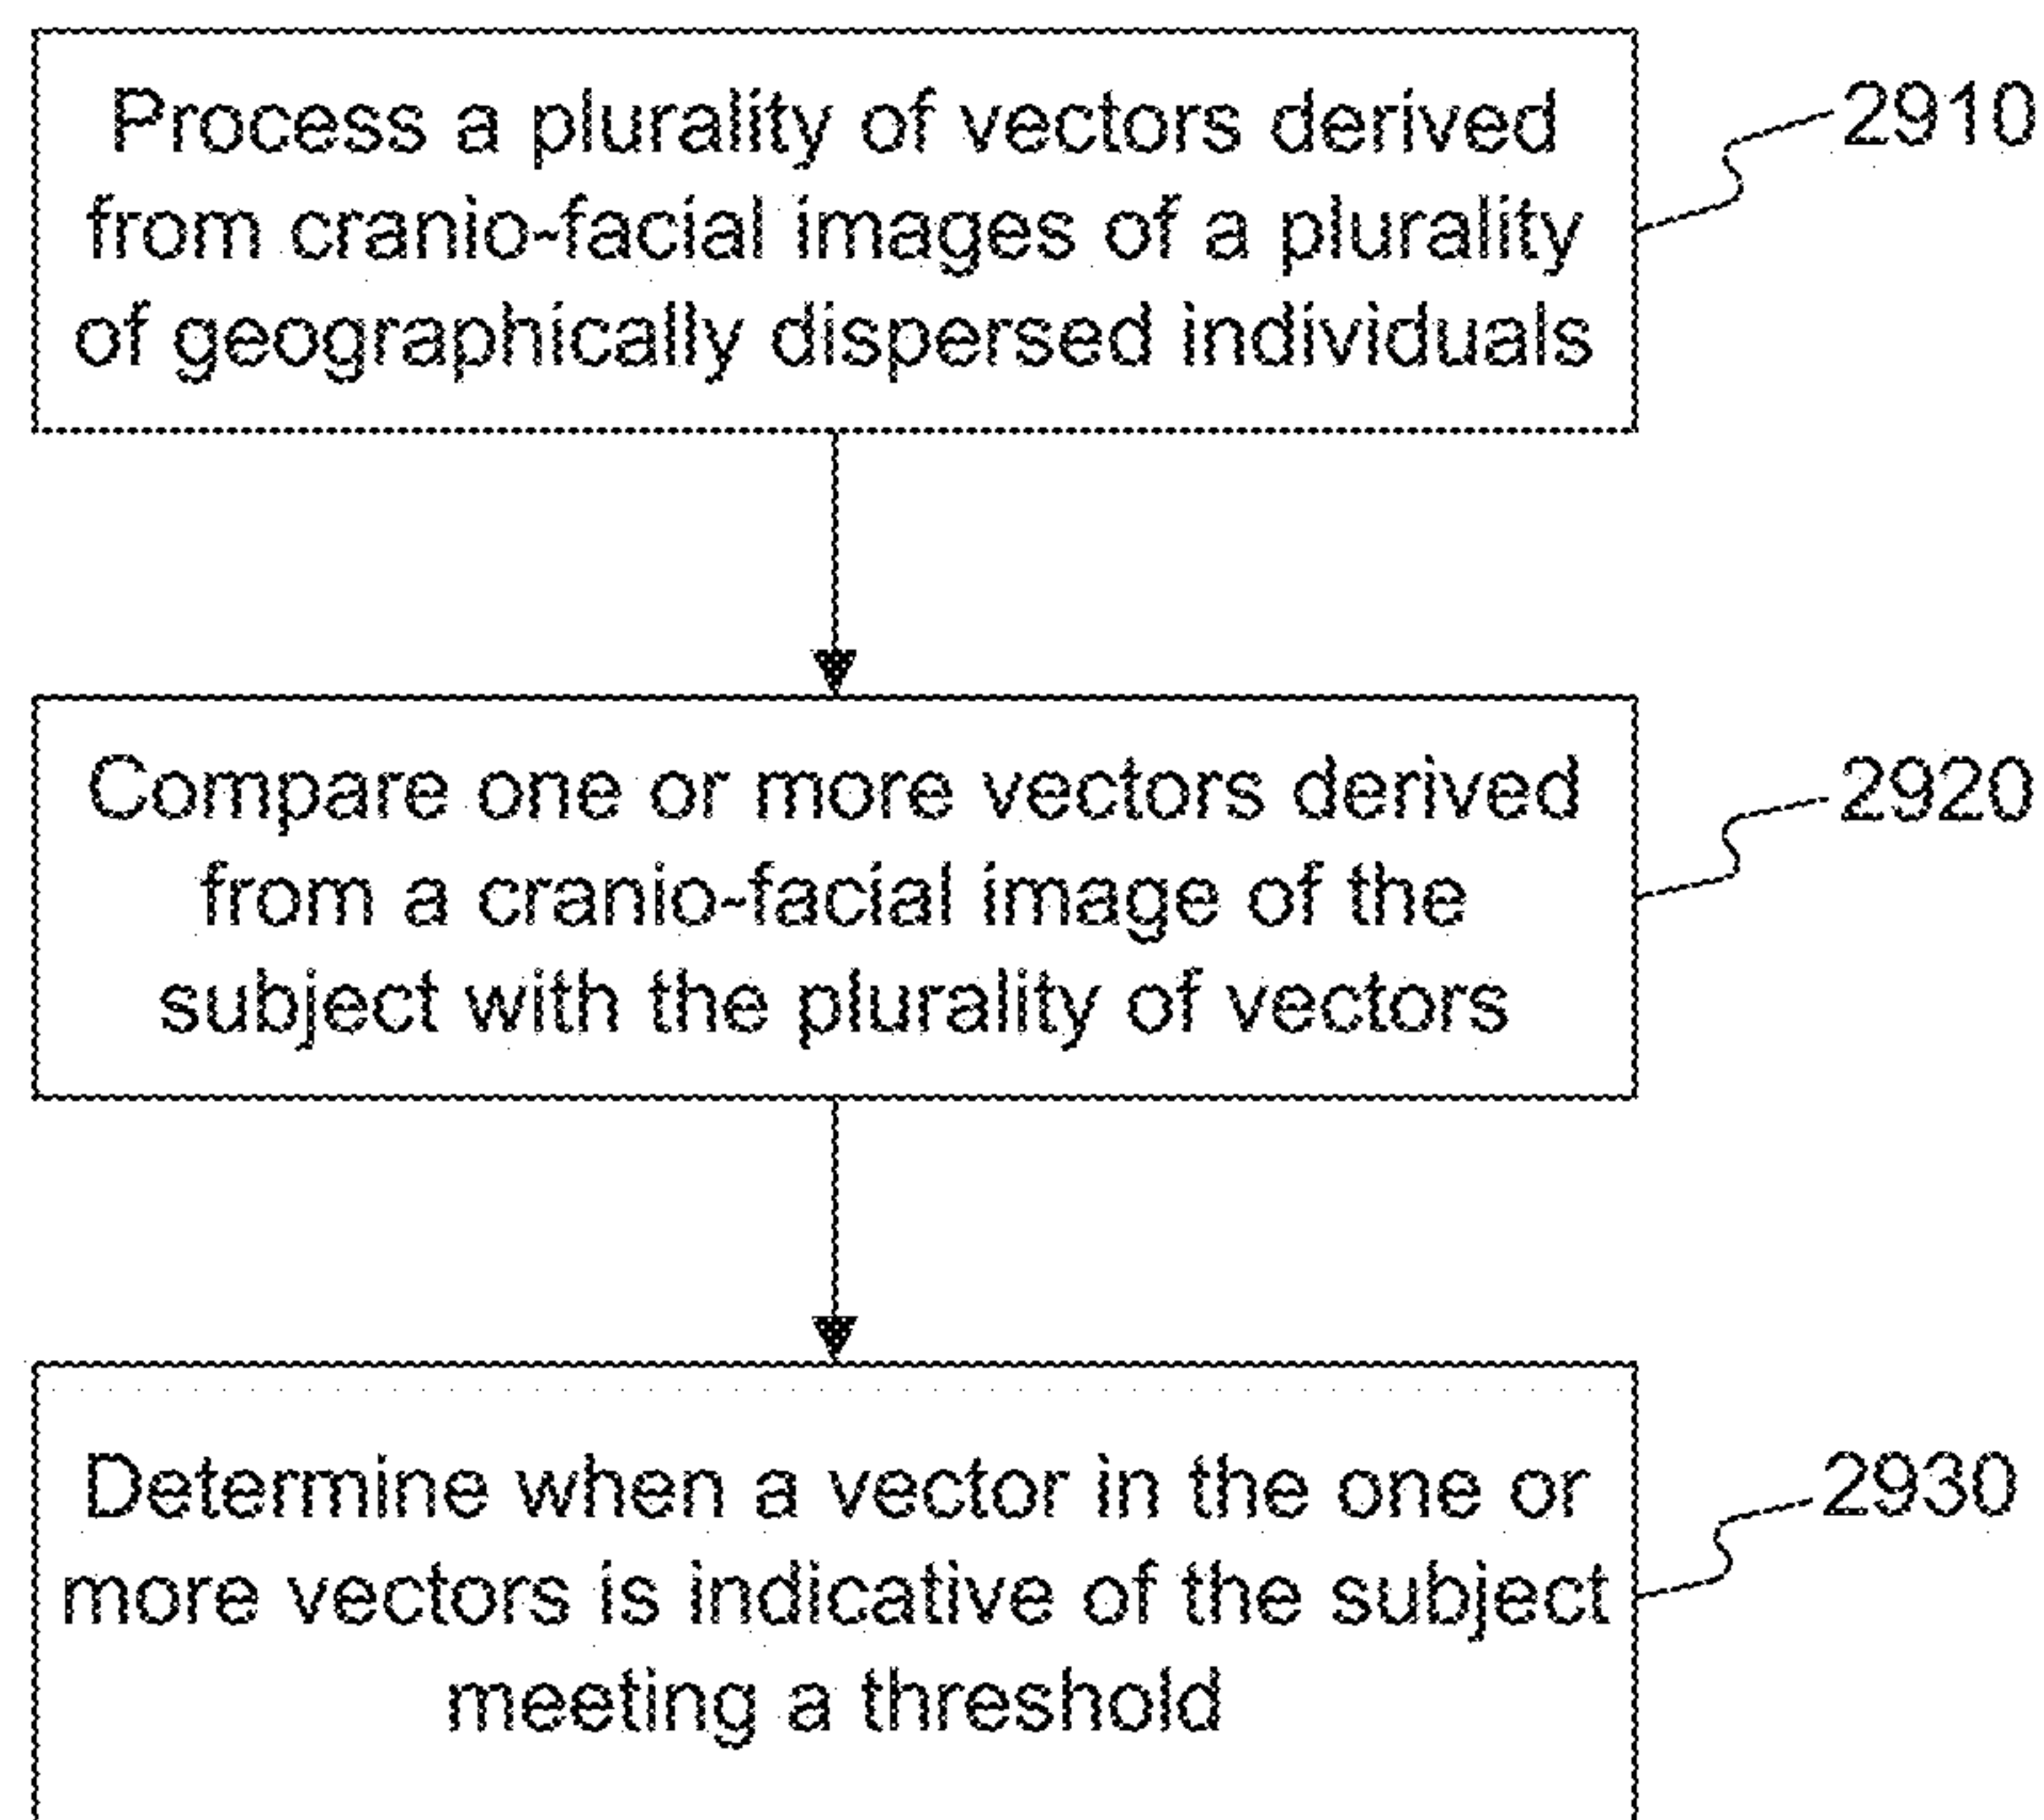 Process a plurality of vectors derived
from cranio-facial images of a plurality
of geographically dispersed individuals
2910
Compare one or more vectors derived
from a cranio-facial image of the
subject with the plurality of vectors
2920
Determine when a vector in the one or
more vectors is indicative of the subject
meeting a threshold
2930